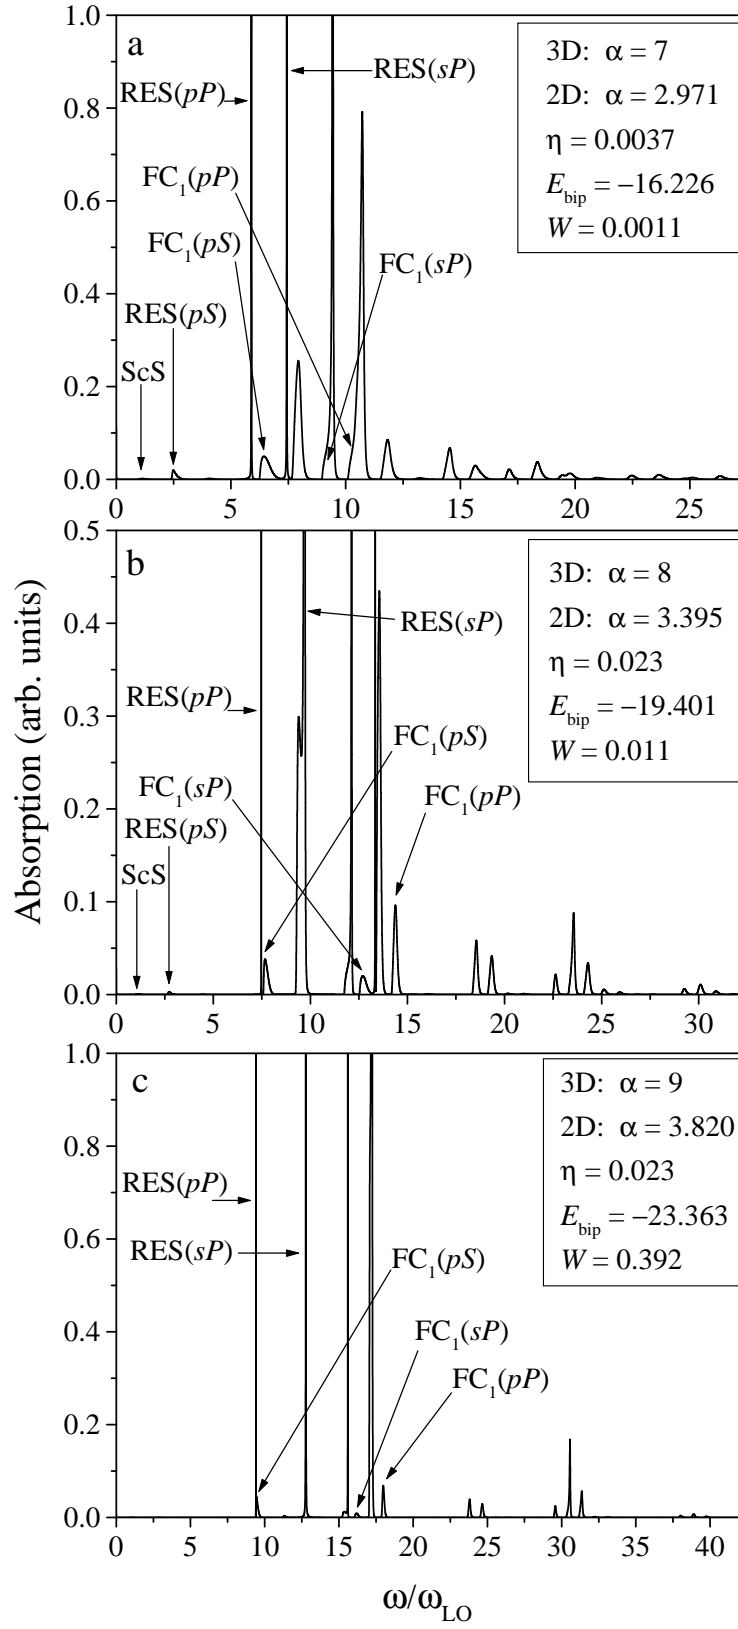 a
1.0
0.8
0.6
0.4
0.2
0.0
RES(pP)
RES(sP)
FC₁(pP)
FC₁(pS)
FC₁(sP)
RES(pS)
ScS
3D: α = 7
2D: α = 2.971
η = 0.0037
E_bip = −16.226
W = 0.0011
0 5 10 15 20 25
b
0.5
0.4
0.3
0.2
0.1
0.0
RES(sP)
RES(pP)
FC₁(pS)
FC₁(sP)
FC₁(pP)
RES(pS)
ScS
3D: α = 8
2D: α = 3.395
η = 0.023
E_bip = −19.401
W = 0.011
0 5 10 15 20 25 30
Absorption (arb. units)
c
1.0
0.8
0.6
0.4
0.2
0.0
RES(pP)
RES(sP)
FC₁(pS)
FC₁(sP)
FC₁(pP)
3D: α = 9
2D: α = 3.820
η = 0.023
E_bip = −23.363
W = 0.392
0 5 10 15 20 25 30 35 40
ω/ω_LO